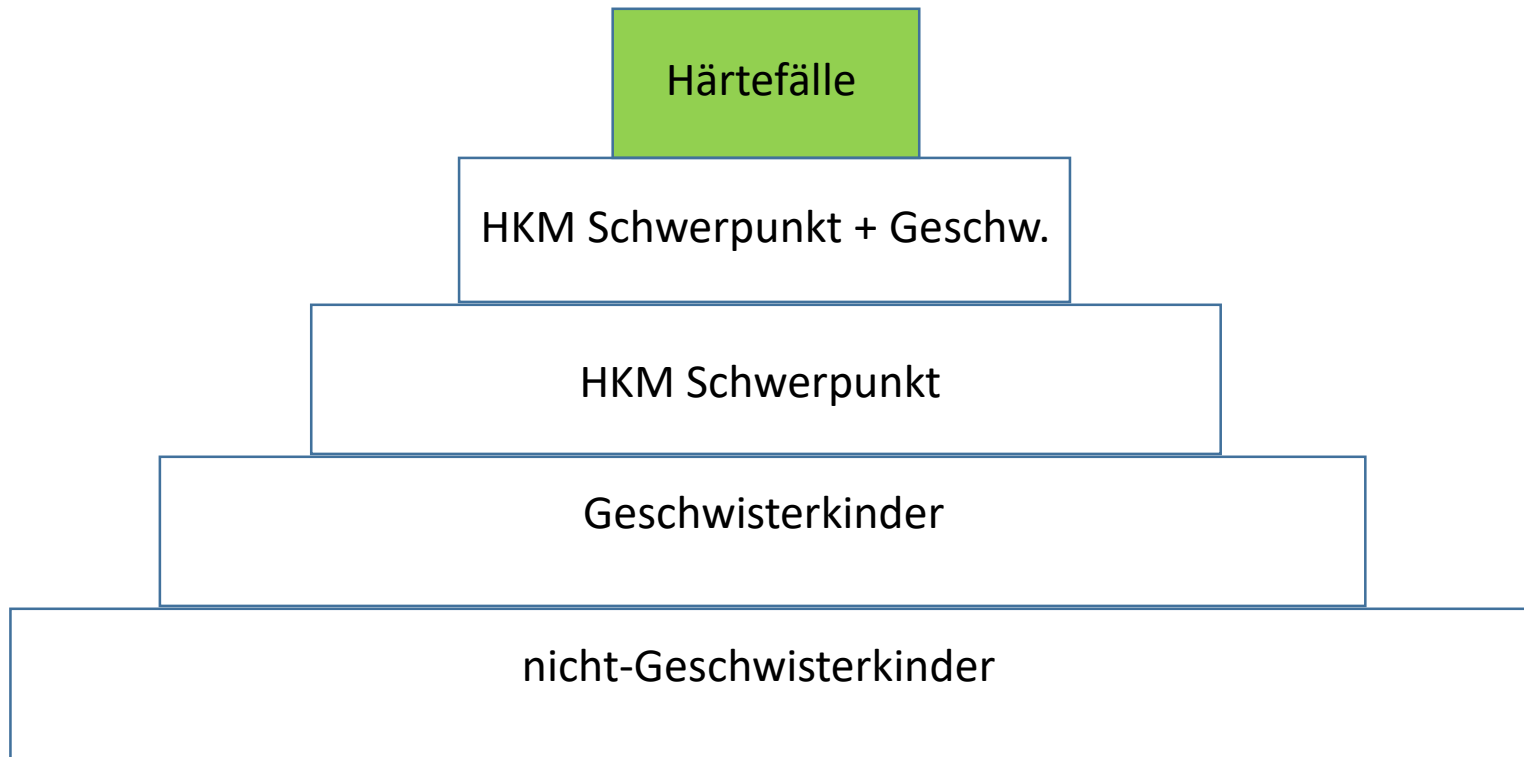 Härtefälle
HKM Schwerpunkt + Geschw.
HKM Schwerpunkt
Geschwisterkinder
nicht-Geschwisterkinder